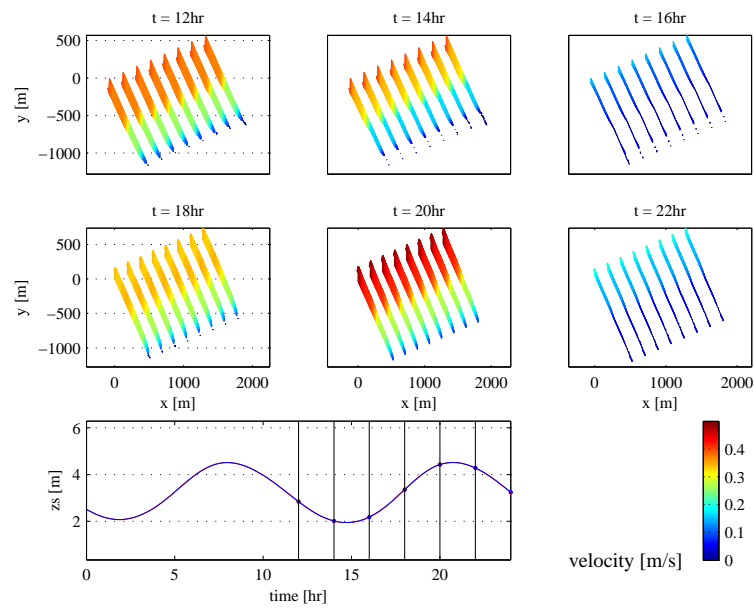 t = 12hr
t = 14hr
t = 16hr
500
0
−500
−1000
y [m]
t = 18hr
t = 20hr
t = 22hr
500
0
−500
−1000
y [m]
0 1000 2000
0 1000 2000
0 1000 2000
x [m]
x [m]
x [m]
6
4
2
zs [m]
0 5 10 15 20
time [hr]
0.4
0.3
0.2
0.1
0
velocity [m/s]